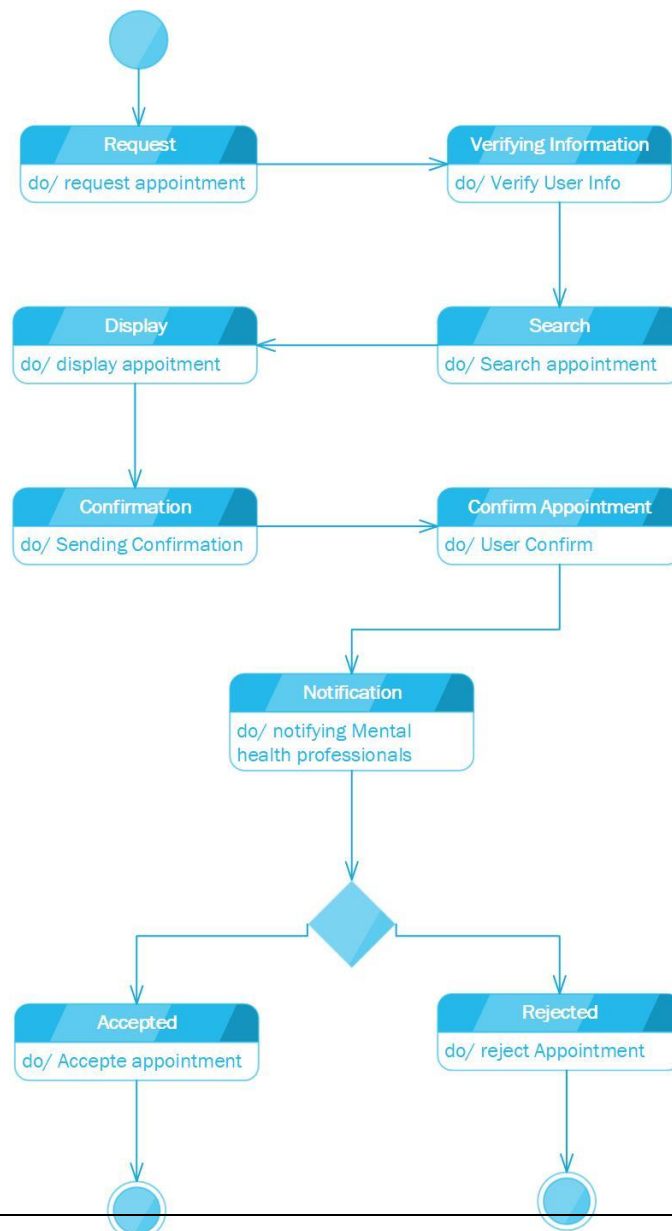 Request
do/ request appointment
Verifying Information
do/ Verify User Info
Display
do/ display appoitment
Search
do/ Search appointment
Confirmation
do/ Sending Confirmation
Confirm Appointment
do/ User Confirm
Notification
do/ notifying Mental
health professionals
Accepted
do/ Accepte appointment
Rejected
do/ reject Appointment